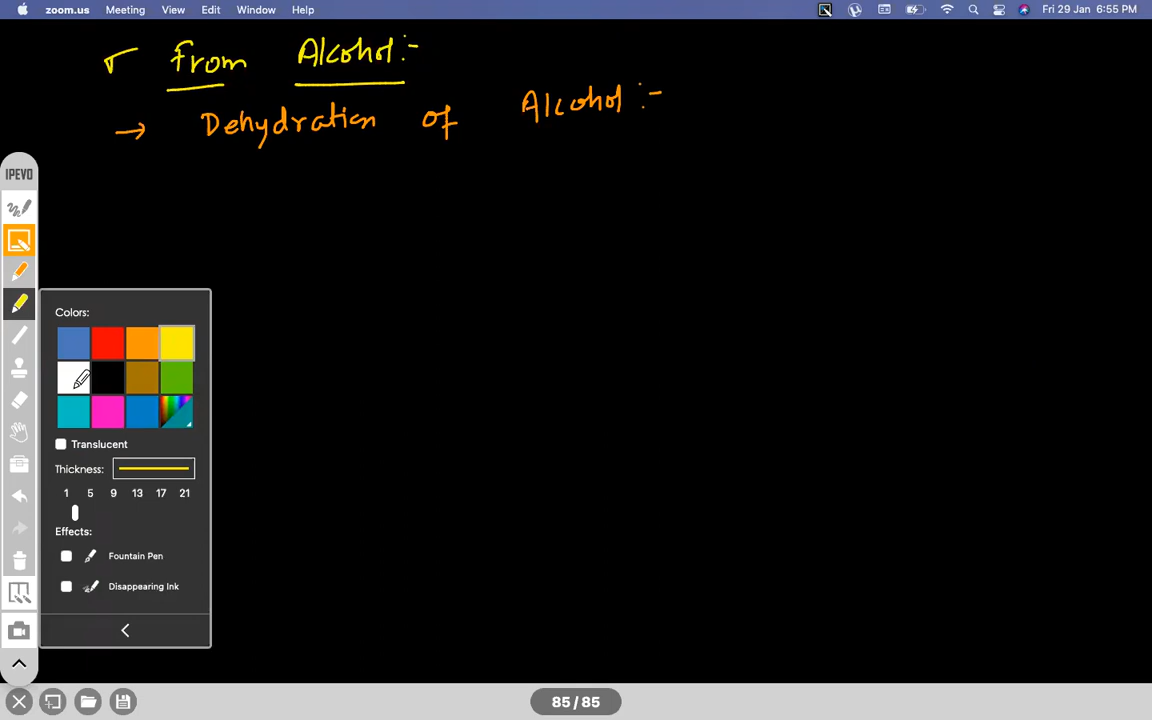 zoom.us Meeting View Edit Window Help Fri 29 Jan 6:55 PM
From Alcohol:-
→ Dehydration of Alcohol:-
IPEVO
Colors:
Translucent
Thickness:
1 5 9 13 17 21
Effects:
Fountain Pen
Disappearing Ink
85/85